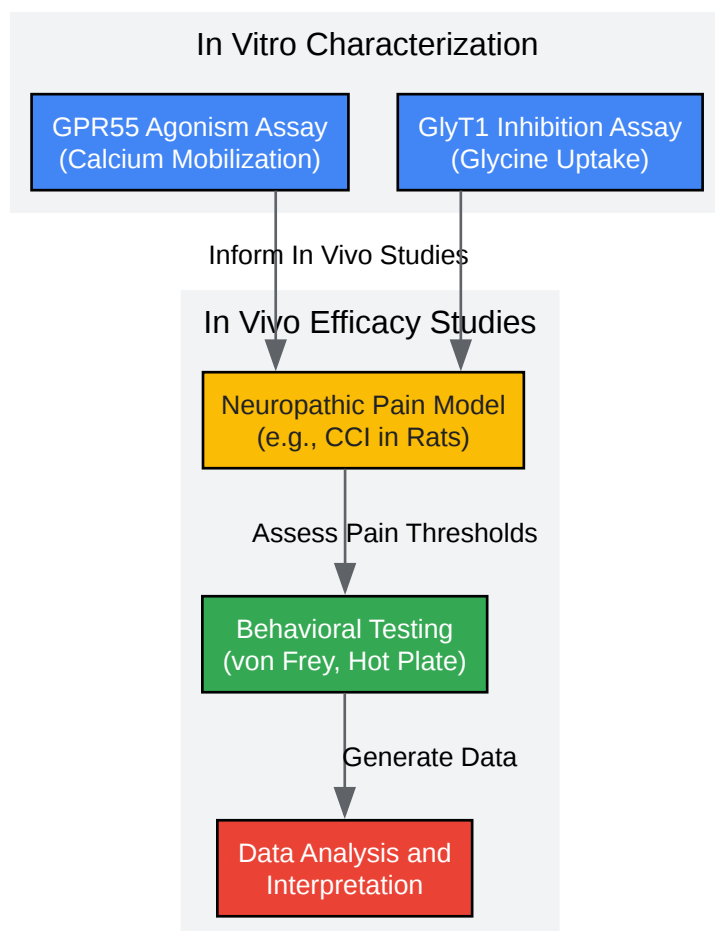 In Vitro Characterization
GPR55 Agonism Assay
(Calcium Mobilization)
GlyT1 Inhibition Assay
(Glycine Uptake)
Inform In Vivo Studies
In Vivo Efficacy Studies
Neuropathic Pain Model
(e.g., CCI in Rats)
Assess Pain Thresholds
Behavioral Testing
(von Frey, Hot Plate)
Generate Data
Data Analysis and
Interpretation